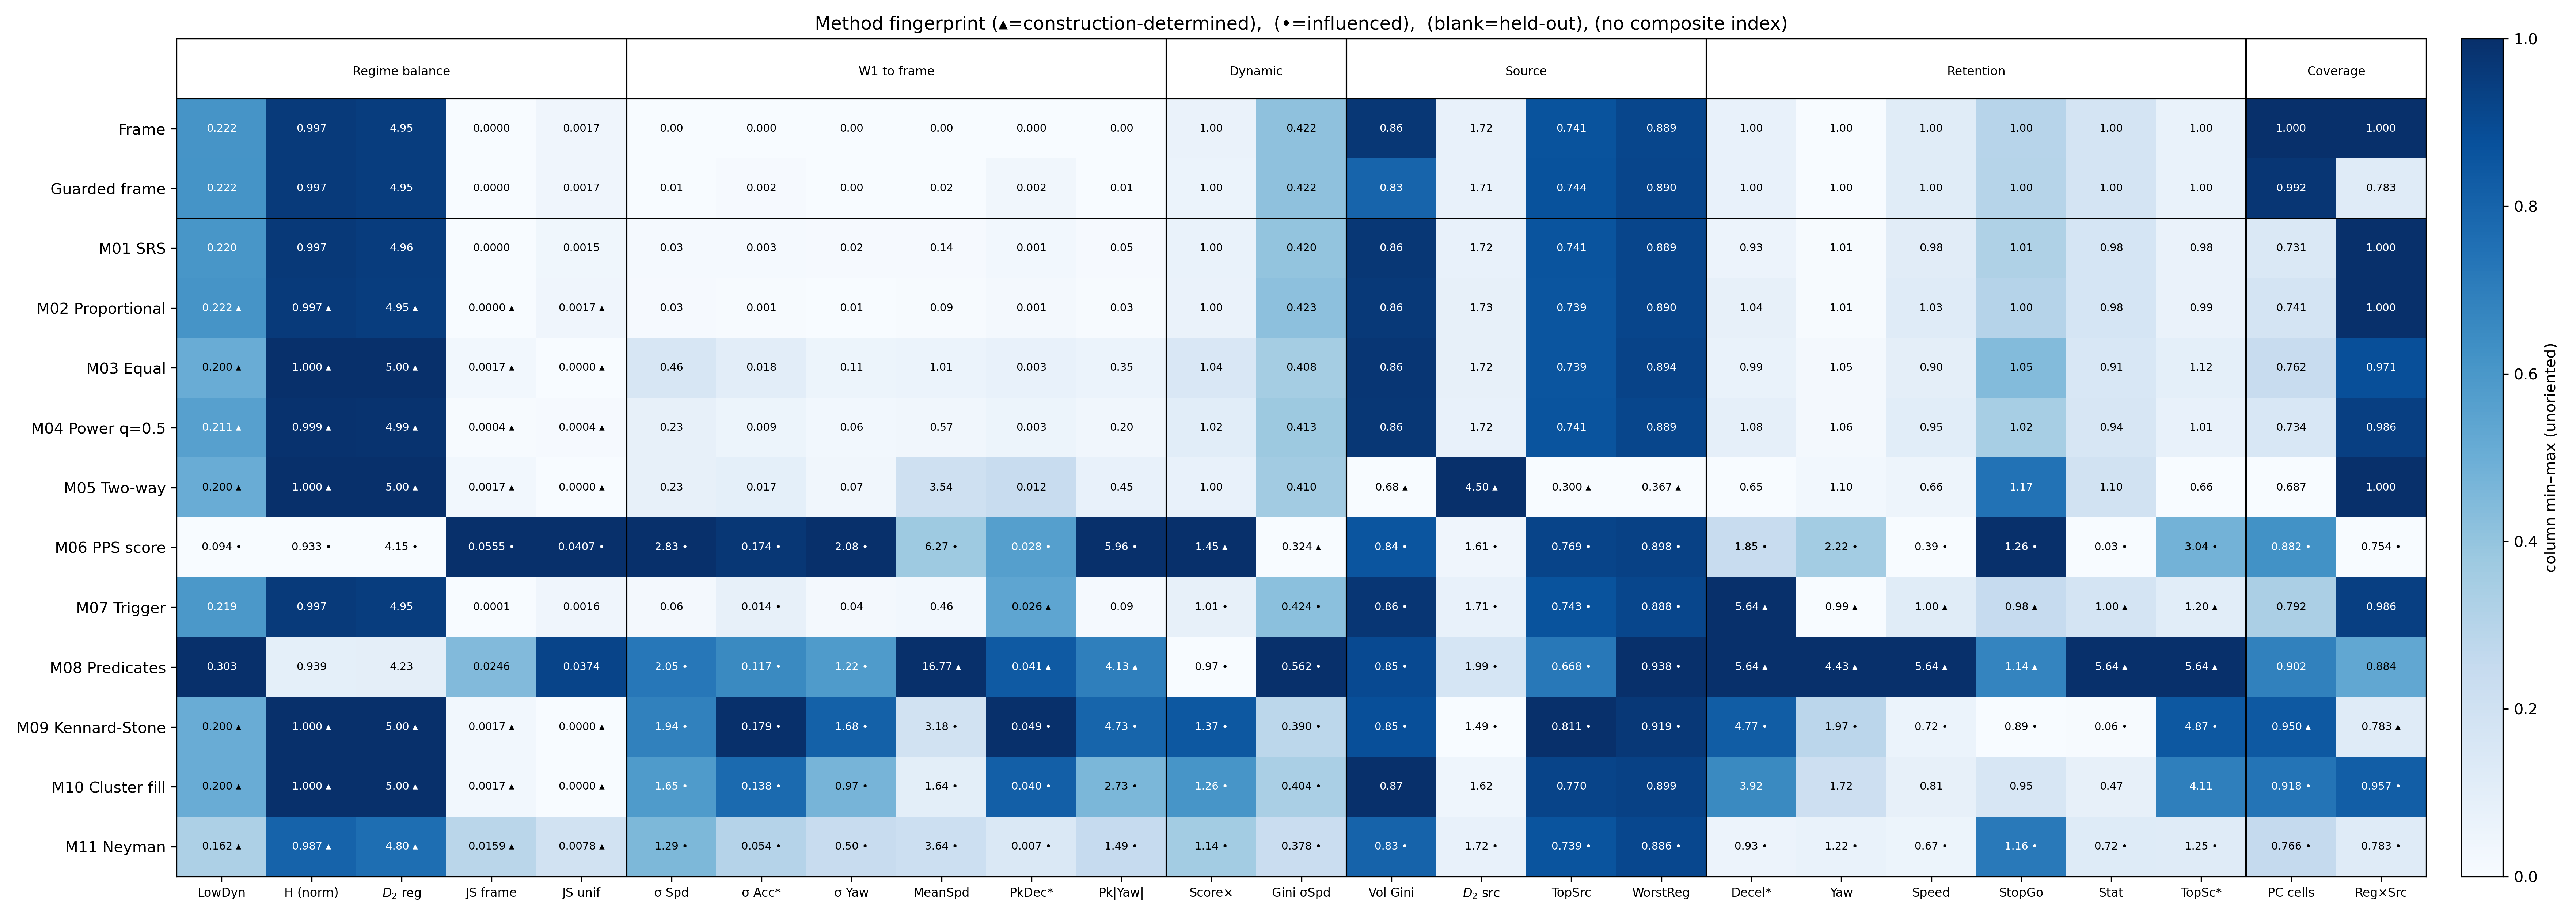 Method fingerprint (▲=construction-determined), (•=influenced), (blank=held-out), (no composite index)
Regime balance W1 to frame Dynamic Source Retention Coverage
Frame 0.222 0.997 4.95 0.0000 0.0017 0.00 0.000 0.00 0.00 0.000 0.00 1.00 0.422 0.86 1.72 0.741 0.889 1.00 1.00 1.00 1.00 1.00 1.00 1.000 1.000
Guarded frame 0.222 0.997 4.95 0.0000 0.0017 0.01 0.002 0.00 0.02 0.002 0.01 1.00 0.422 0.83 1.71 0.744 0.890 1.00 1.00 1.00 1.00 1.00 1.00 0.992 0.783
M01 SRS 0.220 0.997 4.96 0.0000 0.0015 0.03 0.003 0.02 0.14 0.001 0.05 1.00 0.420 0.86 1.72 0.741 0.889 0.93 1.01 0.98 1.01 0.98 0.98 0.731 1.000
M02 Proportional 0.222 ▲ 0.997 ▲ 4.95 ▲ 0.0000 ▲ 0.0017 ▲ 0.03 0.001 0.01 0.09 0.001 0.03 1.00 0.423 0.86 1.73 0.739 0.890 1.04 1.01 1.03 1.00 0.98 0.99 0.741 1.000
M03 Equal 0.200 ▲ 1.000 ▲ 5.00 ▲ 0.0017 ▲ 0.0000 ▲ 0.46 0.018 0.11 1.01 0.003 0.35 1.04 0.408 0.86 1.72 0.739 0.894 0.99 1.05 0.90 1.05 0.91 1.12 0.762 0.971
M04 Power q=0.5 0.211 ▲ 0.999 ▲ 4.99 ▲ 0.0004 ▲ 0.0004 ▲ 0.23 0.009 0.06 0.57 0.003 0.20 1.02 0.413 0.86 1.72 0.741 0.889 1.08 1.06 0.95 1.02 0.94 1.01 0.734 0.986
M05 Two-way 0.200 ▲ 1.000 ▲ 5.00 ▲ 0.0017 ▲ 0.0000 ▲ 0.23 0.017 0.07 3.54 0.012 0.45 1.00 0.410 0.68 ▲ 4.50 ▲ 0.300 ▲ 0.367 ▲ 0.65 1.10 0.66 1.17 1.10 0.66 0.687 1.000
M06 PPS score 0.094 • 0.933 • 4.15 • 0.0555 • 0.0407 • 2.83 • 0.174 • 2.08 • 6.27 • 0.028 • 5.96 • 1.45 ▲ 0.324 ▲ 0.84 • 1.61 • 0.769 • 0.898 • 1.85 • 2.22 • 0.39 • 1.26 • 0.03 • 3.04 • 0.882 • 0.754 •
M07 Trigger 0.219 0.997 4.95 0.0001 0.0016 0.06 0.014 • 0.04 0.46 0.026 ▲ 0.09 1.01 • 0.424 • 0.86 • 1.71 • 0.743 • 0.888 • 5.64 ▲ 0.99 ▲ 1.00 ▲ 0.98 ▲ 1.00 ▲ 1.20 ▲ 0.792 0.986
M08 Predicates 0.303 0.939 4.23 0.0246 0.0374 2.05 • 0.117 • 1.22 • 16.77 ▲ 0.041 ▲ 4.13 ▲ 0.97 • 0.562 • 0.85 • 1.99 • 0.668 • 0.938 • 5.64 ▲ 4.43 ▲ 5.64 ▲ 1.14 ▲ 5.64 ▲ 5.64 ▲ 0.902 0.884
M09 Kennard-Stone 0.200 ▲ 1.000 ▲ 5.00 ▲ 0.0017 ▲ 0.0000 ▲ 1.94 • 0.179 • 1.68 • 3.18 • 0.049 • 4.73 • 1.37 • 0.390 • 0.85 • 1.49 • 0.811 • 0.919 • 4.77 • 1.97 • 0.72 • 0.89 • 0.06 • 4.87 • 0.950 ▲ 0.783 ▲
M10 Cluster fill 0.200 ▲ 1.000 ▲ 5.00 ▲ 0.0017 ▲ 0.0000 ▲ 1.65 • 0.138 • 0.97 • 1.64 • 0.040 • 2.73 • 1.26 • 0.404 • 0.87 1.62 0.770 0.899 3.92 1.72 0.81 0.95 0.47 4.11 0.918 • 0.957 •
M11 Neyman 0.162 ▲ 0.987 ▲ 4.80 ▲ 0.0159 ▲ 0.0078 ▲ 1.29 • 0.054 • 0.50 • 3.64 • 0.007 • 1.49 • 1.14 • 0.378 • 0.83 • 1.72 • 0.739 • 0.886 • 0.93 • 1.22 • 0.67 • 1.16 • 0.72 • 1.25 • 0.766 • 0.783 •
LowDyn H (norm) D₂ reg JS frame JS unif σ Spd σ Acc* σ Yaw MeanSpd PkDec* Pk|Yaw| Score× Gini σSpd Vol Gini D₂ src TopSrc WorstReg Decel* Yaw Speed StopGo Stat TopSc* PC cells Reg×Src
1.0
0.8
0.6
0.4
0.2
0.0
column min–max (unoriented)